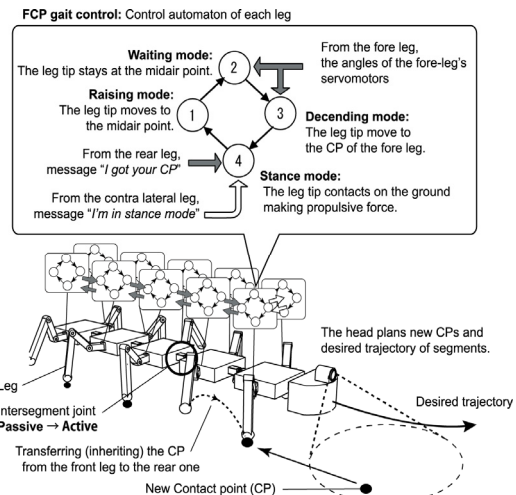 FCP gait control: Control automaton of each leg
Waiting mode:
The leg tip stays at the midair point.
From the fore leg,
the angles of the fore-leg's
servomotors
2
Raising mode:
The leg tip moves to
the midair point.
1
3
Decending mode:
The leg tip move to
the CP of the fore leg.
From the rear leg,
message "I got your CP"
4
Stance mode:
The leg tip contacts on the ground
making propulsive force.
From the contra lateral leg,
message "I'm in stance mode"
The head plans new CPs and
desired trajectory of segments.
Leg
Intersegment joint
Passive → Active
Desired trajectory
Transferring (inheriting) the CP
from the front leg to the rear one
New Contact point (CP)